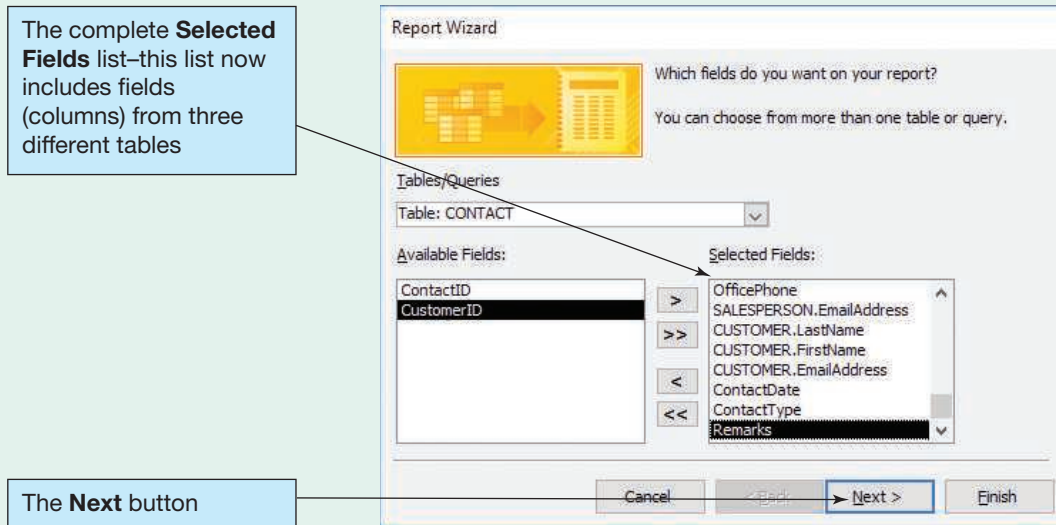 The complete Selected
Fields list–this list now
includes fields
(columns) from three
different tables
Report Wizard
Which fields do you want on your report?
You can choose from more than one table or query.
Tables/Queries
Table: CONTACT
Available Fields:
ContactID
CustomerID
>
>>
<
<<
Selected Fields:
OfficePhone
SALESPERSON.EmailAddress
CUSTOMER.LastName
CUSTOMER.FirstName
CUSTOMER.EmailAddress
ContactDate
ContactType
Remarks
The Next button
Cancel
< Back
Next >
Finish